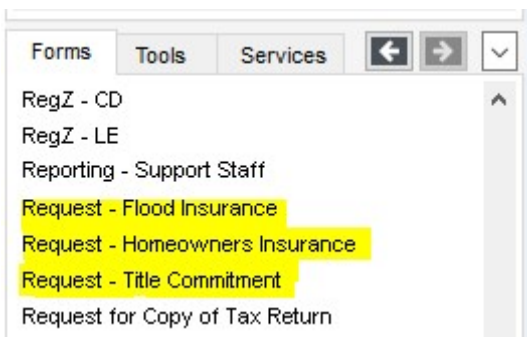 Forms Tools Services
RegZ - CD
RegZ - LE
Reporting - Support Staff
Request - Flood Insurance
Request - Homeowners Insurance
Request - Title Commitment
Request for Copy of Tax Return